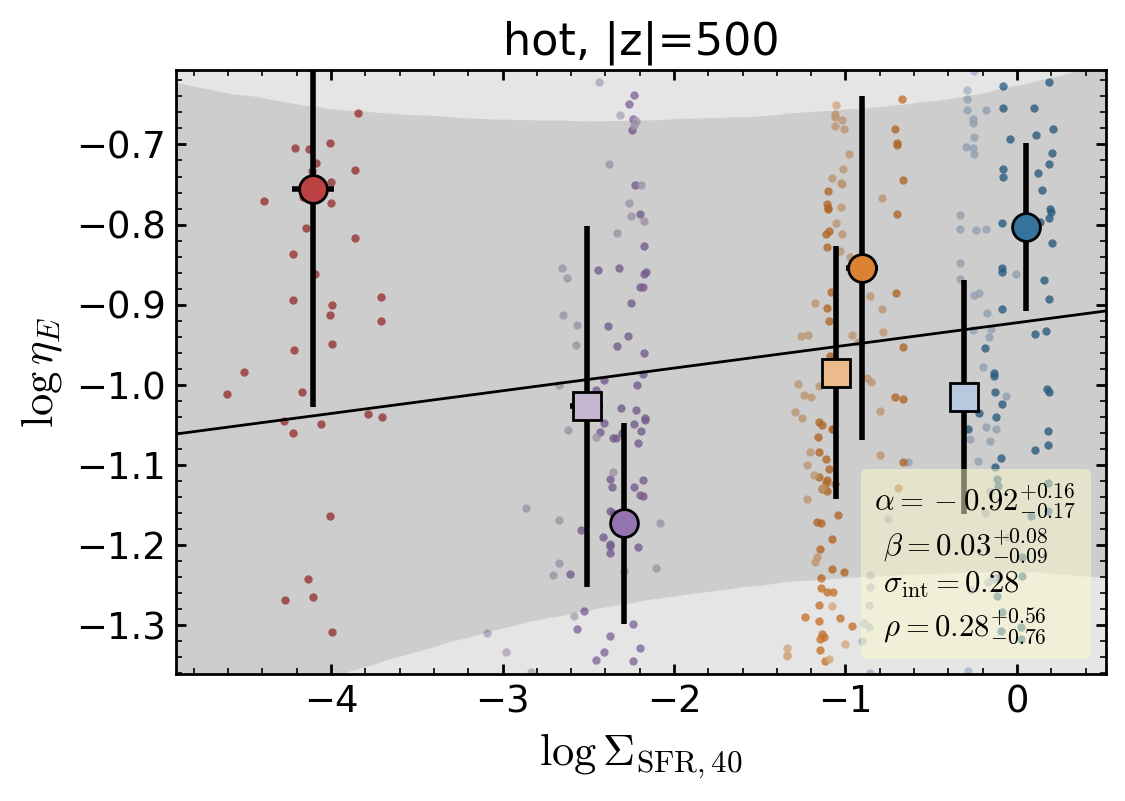 hot, |z|=500
log η_E
−0.7
−0.8
−0.9
−1.0
−1.1
−1.2
−1.3
α = −0.92^{+0.16}_{−0.17}
β = 0.03^{+0.08}_{−0.09}
σ_int = 0.28
ρ = 0.28^{+0.56}_{−0.76}
−4 −3 −2 −1 0
log Σ_{SFR, 40}